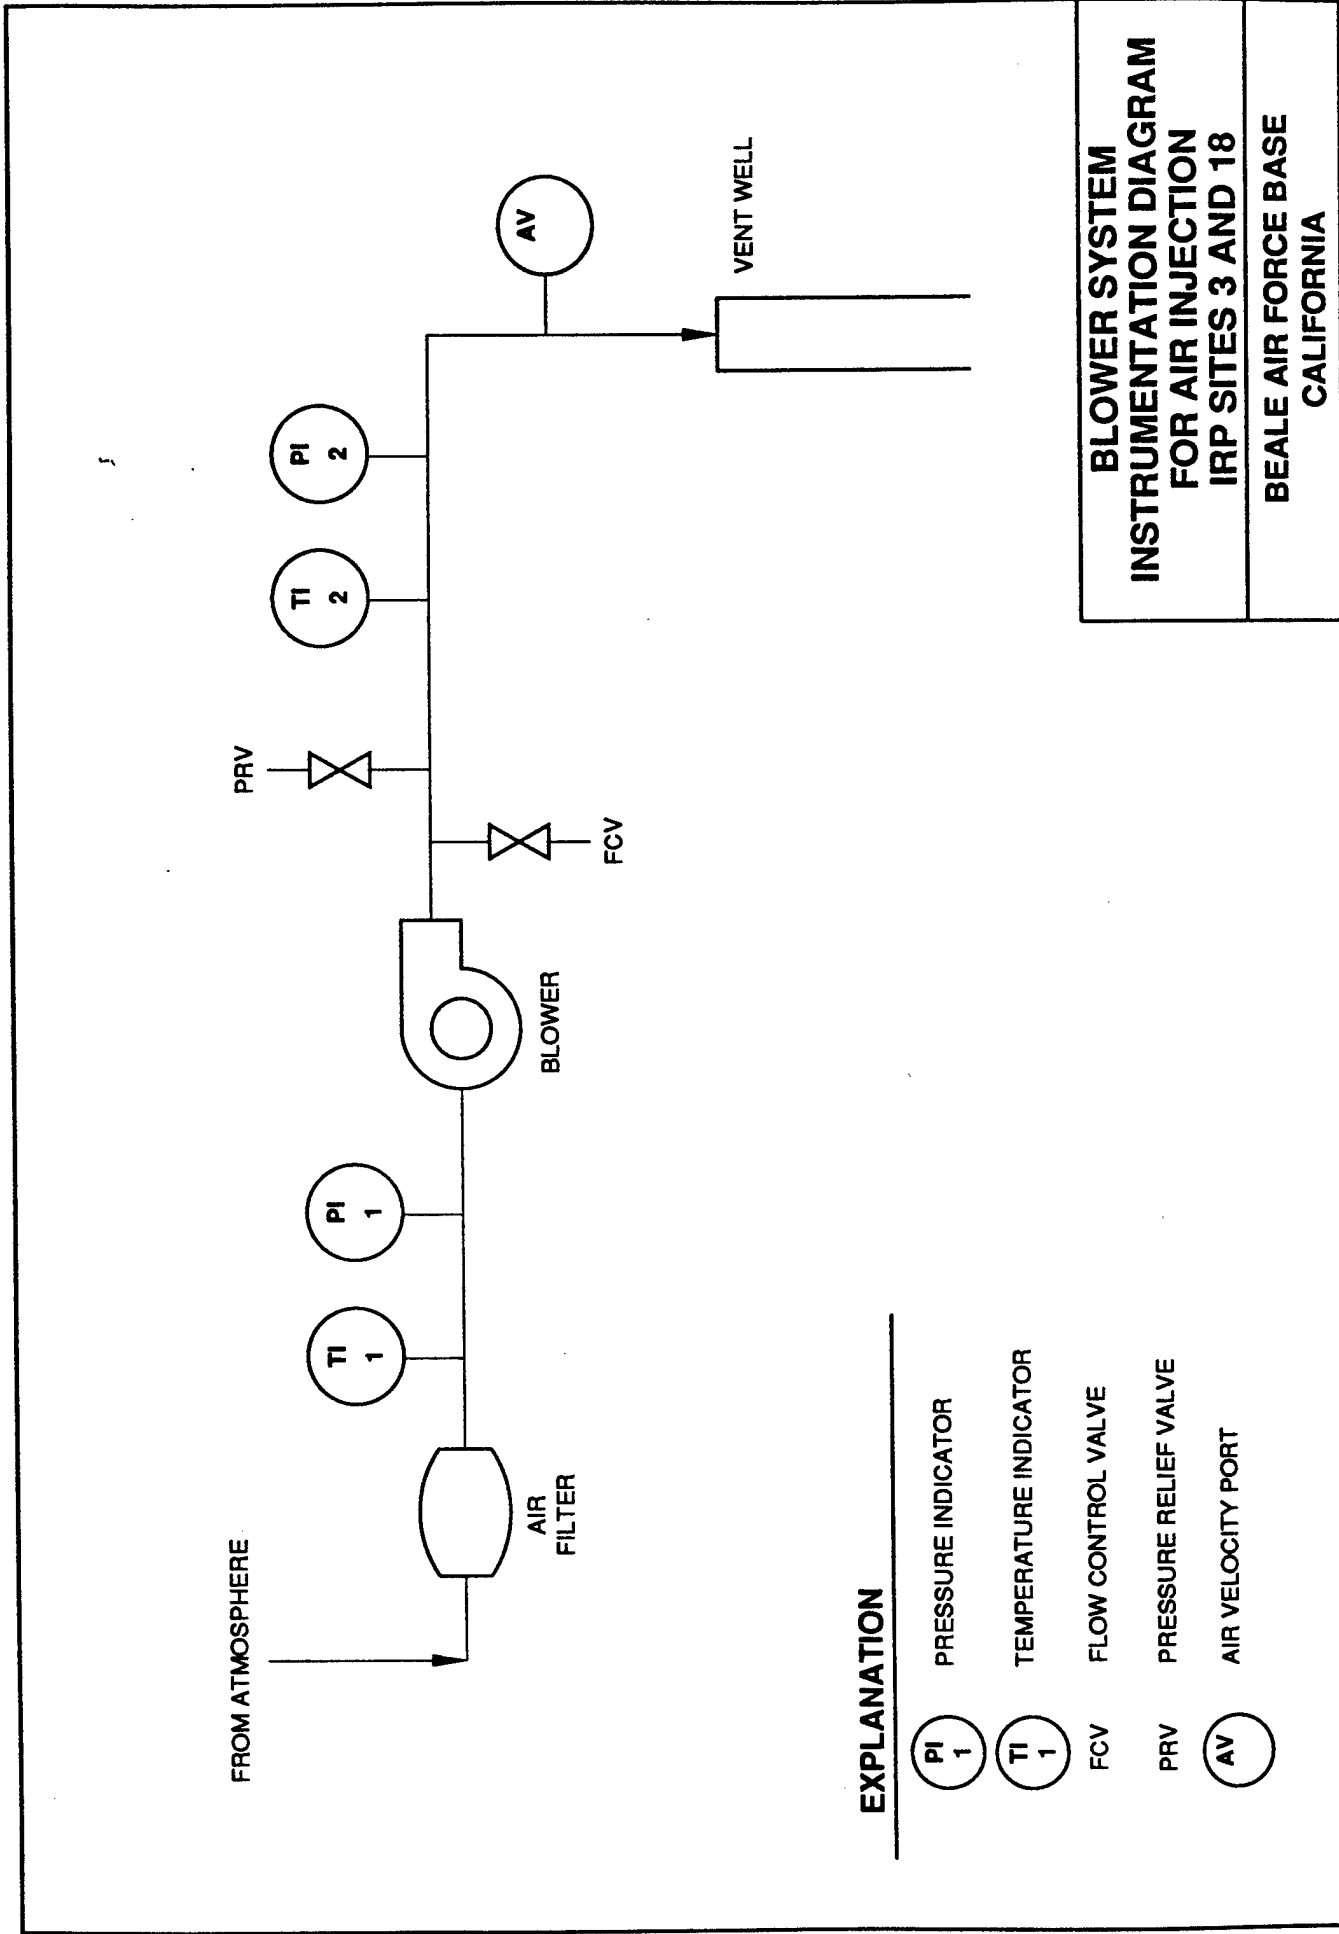 FROM ATMOSPHERE
AIR
FILTER
TI
1
PI
1
BLOWER
FCV
PRV
TI
2
PI
2
AV
VENT WELL
EXPLANATION
PI
1
PRESSURE INDICATOR
TI
1
TEMPERATURE INDICATOR
FCV FLOW CONTROL VALVE
PRV PRESSURE RELIEF VALVE
AV AIR VELOCITY PORT
BLOWER SYSTEM
INSTRUMENTATION DIAGRAM
FOR AIR INJECTION
IRP SITES 3 AND 18
BEALE AIR FORCE BASE
CALIFORNIA